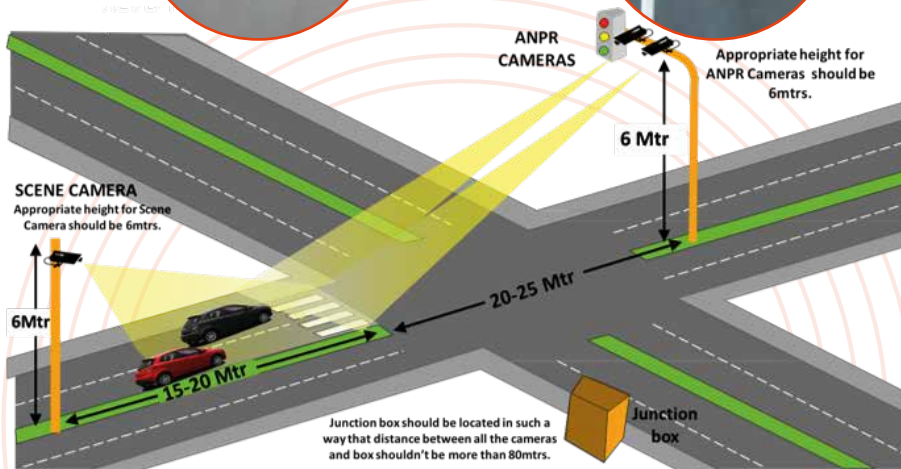 ANPR
CAMERAS
Appropriate height for
ANPR Cameras should be
6mtrs.
6 Mtr
SCENE CAMERA
Appropriate height for Scene
Camera should be 6mtrs.
6Mtr
20-25 Mtr
15-20 Mtr
Junction box should be located in such a
way that distance between all the cameras
and box shouldn't be more than 80mtrs.
Junction
box